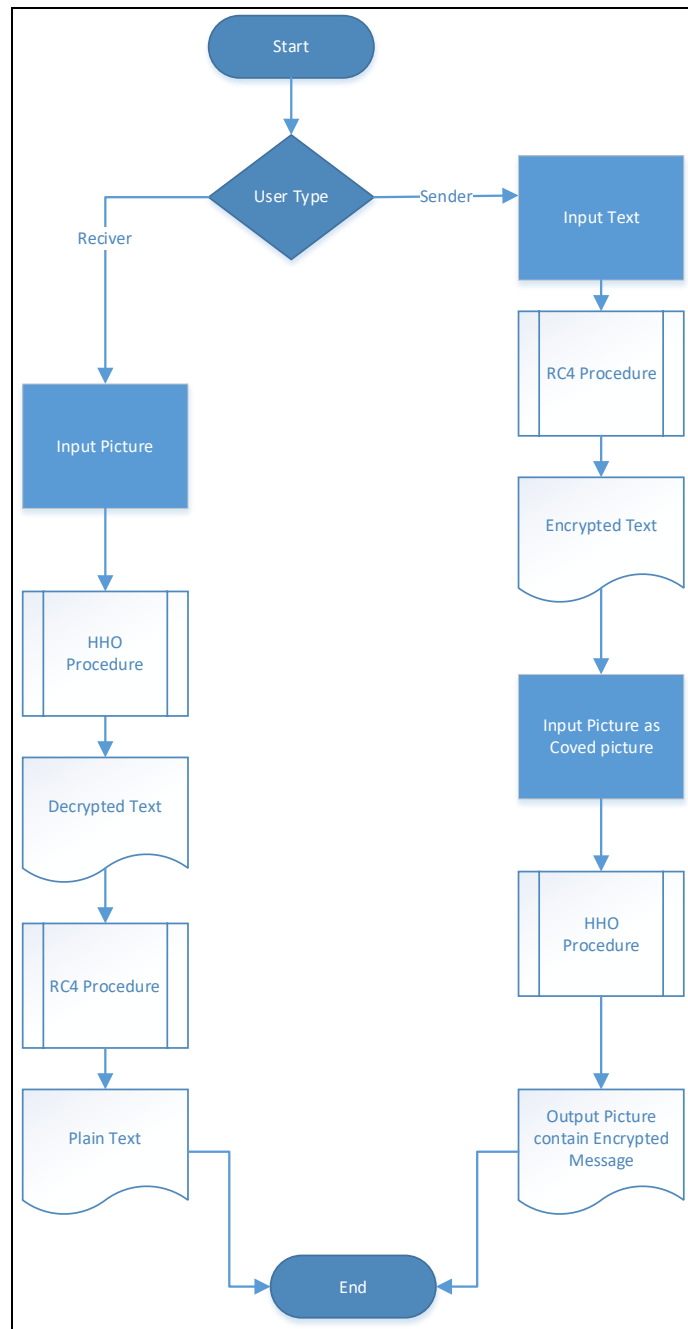 Start
User Type
Sender
Input Text
Reciver
RC4 Procedure
Input Picture
Encrypted Text
HHO
Procedure
Input Picture as
Coved picture
Decrypted Text
HHO
Procedure
RC4 Procedure
Plain Text
Output Picture
contain Encrypted
Message
End